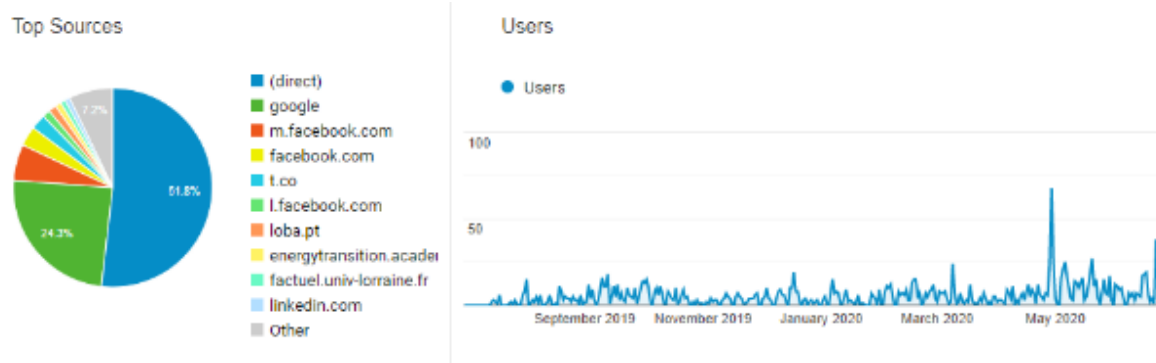 Top Sources
7.2%
51.8%
24.3%
(direct)
google
m.facebook.com
facebook.com
t.co
l.facebook.com
loba.pt
energytransition.academ
factuel.univ-lorraine.fr
linkedin.com
Other
Users
Users
100
50
September 2019 November 2019 January 2020 March 2020 May 2020